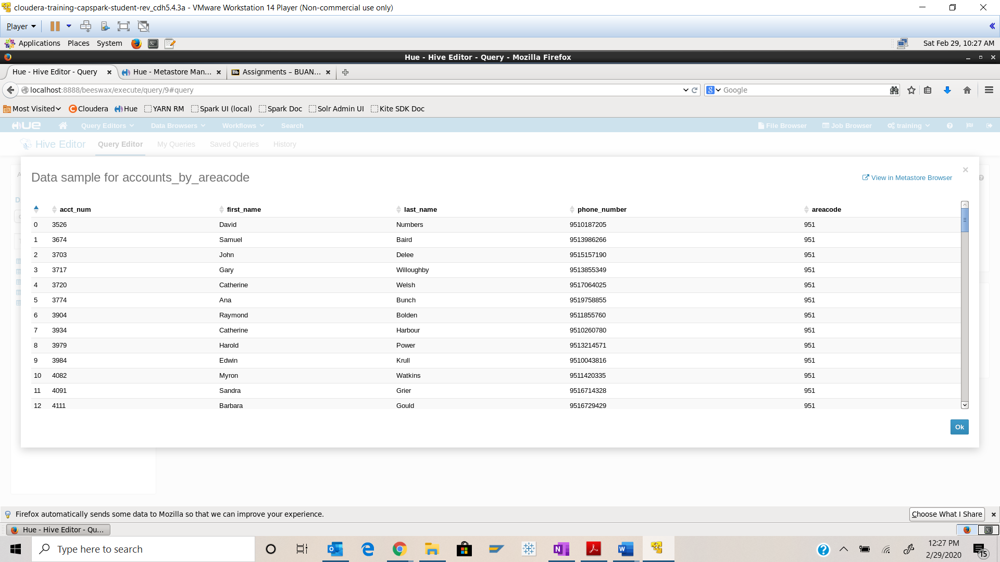 cloudera-training-capspark-student-rev_cdh5.4.3a - VMware Workstation 14 Player (Non-commercial use only)
Player
Applications Places System Sat Feb 29, 10:27 AM
Hue - Hive Editor - Query - Mozilla Firefox
Hue - Hive Editor - Query Hue - Metastore Man... Bb Assignments – BUAN...
localhost:8888/beeswax/execute/query/9#query Google
Most Visited Cloudera Hue YARN RM Spark UI (local) Spark Doc Solr Admin UI Kite SDK Doc
HUE Query Editors Data Browsers Workflows Search File Browser Job Browser training
Hive Editor Query Editor My Queries Saved Queries History
Data sample for accounts_by_areacode
View in Metastore Browser
acct_num first_name last_name phone_number areacode
0 3526 David Numbers 9510187205 951
1 3674 Samuel Baird 9513986266 951
2 3703 John Delee 9515157190 951
3 3717 Gary Willoughby 9513855349 951
4 3720 Catherine Welsh 9517064025 951
5 3774 Ana Bunch 9519758855 951
6 3904 Raymond Bolden 9511855760 951
7 3934 Catherine Harbour 9510260780 951
8 3979 Harold Power 9513214571 951
9 3984 Edwin Krull 9510043816 951
10 4082 Myron Watkins 9511420335 951
11 4091 Sandra Grier 9516714328 951
12 4111 Barbara Gould 9516729429 951
Ok
Firefox automatically sends some data to Mozilla so that we can improve your experience. Choose What I Share
Hue - Hive Editor - Qu...
Type here to search
12:27 PM
2/29/2020
15